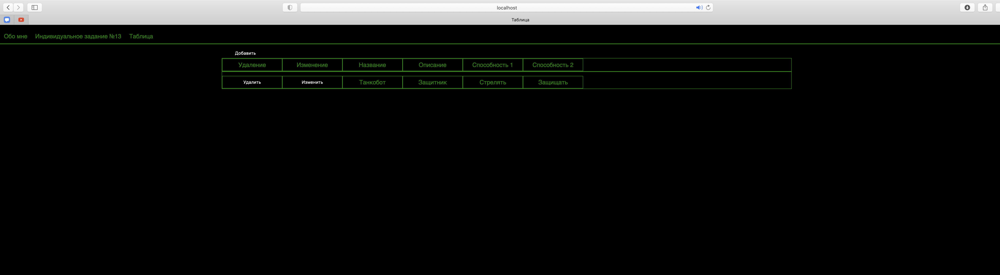 localhost
Таблица
Обо мне Индивидуальное задание №13 Таблица
Добавить
Удаление Изменение Название Описание Способность 1 Способность 2
Удалить Изменить Танкобот Защитник Стрелять Защищать